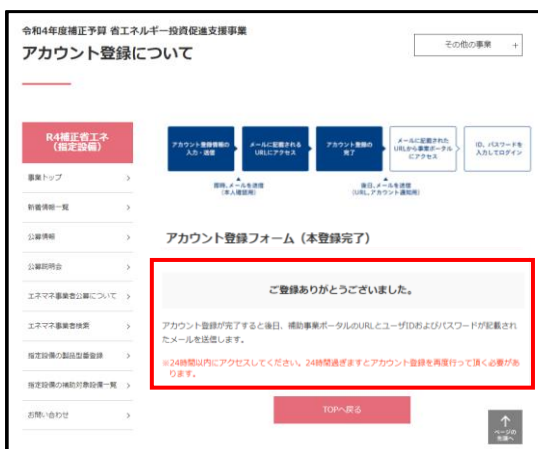 令和4年度補正予算 省エネルギー投資促進支援事業
アカウント登録について
その他の事業 +
R4補正省エネ
(指定設備)
事業トップ >
新着情報一覧 >
公募情報 >
公募説明会 >
エネマネ事業者公募について >
エネマネ事業者検索 >
指定設備の製品型番登録 >
指定設備の補助対象設備一覧 >
お問い合わせ >
アカウント登録情報の
入力・送信
メールに記載される
URLにアクセス
アカウント登録の
完了
メールに記載された
URLから事業ポータル
にアクセス
ID、パスワードを
入力してログイン
即時、メールを送信
(本人確認用)
後日、メールを送信
(URL、アカウント通知用)
アカウント登録フォーム(本登録完了)
ご登録ありがとうございました。
アカウント登録が完了すると後日、補助事業ポータルのURLとユーザIDおよびパスワードが記載され
たメールを送信します。
※24時間以内にアクセスしてください。24時間過ぎますとアカウント登録を再度行って頂く必要があ
ります。
TOPへ戻る
ページの
先頭へ